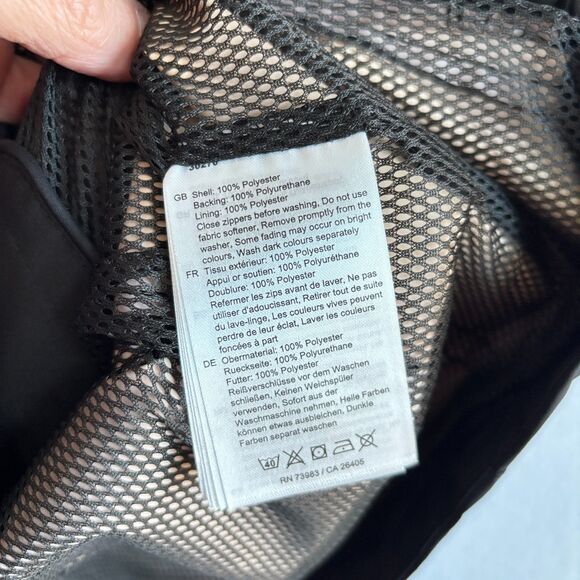 GB Shell: 100% Polyester
Backing: 100% Polyurethane
Lining: 100% Polyester
Close zippers before washing, Do not use
fabric softener, Remove promptly from the
washer, Some fading may occur on bright
colours, Wash dark colours separately
FR Tissu extérieur: 100% Polyester
Appui or soutien: 100% Polyuréthane
Doublure: 100% Polyester
Refermer les zips avant de laver, Ne pas
utiliser d'adoucissant, Retirer tout de suite
du lave-linge, Les couleurs vives peuvent
perdre de leur éclat, Laver les couleurs
foncées à part
DE Obermaterial: 100% Polyester
Rueckseite: 100% Polyurethane
Futter: 100% Polyester
Reißverschlüsse vor dem Waschen
schließen, Keinen Weichspüler
verwenden, Sofort aus der
Waschmaschine nehmen, Helle Farben
können etwas ausbleichen, Dunkle
Farben separat waschen
40
RN 73983 / CA 26405